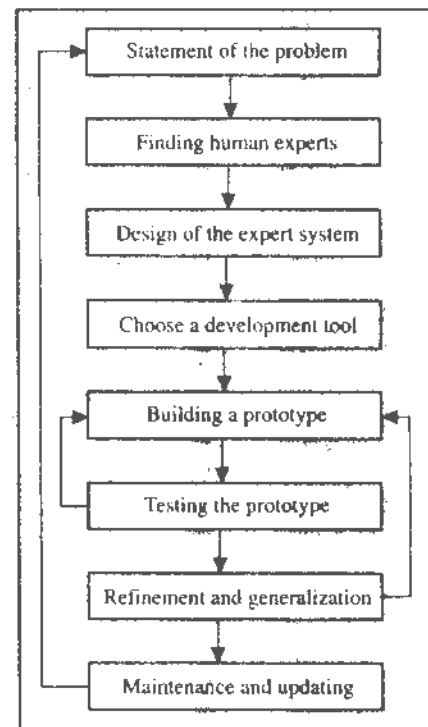 Statement of the problem
Finding human experts
Design of the expert system
Choose a development tool
Building a prototype
Testing the prototype
Refinement and generalization
Maintenance and updating